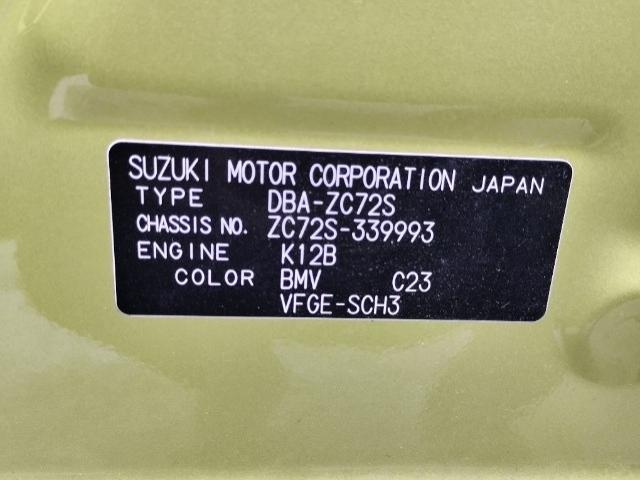 SUZUKI MOTOR CORPORATION JAPAN
TYPE DBA-ZC72S
CHASSIS NO. ZC72S-339993
ENGINE K12B
COLOR BMV C23
VFGE-SCH3